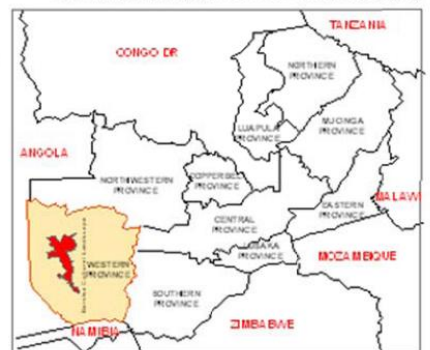 TANZANIA
CONGO DR
NORTHERN
PROVINCE
LUAPULA
PROVINCE
MUCINGA
PROVINCE
ANGOLA
NORTHWESTERN
PROVINCE
COPPERBELT
PROVINCE
EASTERN
PROVINCE
MALAWI
CENTRAL
PROVINCE
LUSAKA
PROVINCE
MOZAMBIQUE
WESTERN
PROVINCE
SOUTHERN
PROVINCE
NAMIBIA
ZIMBABWE